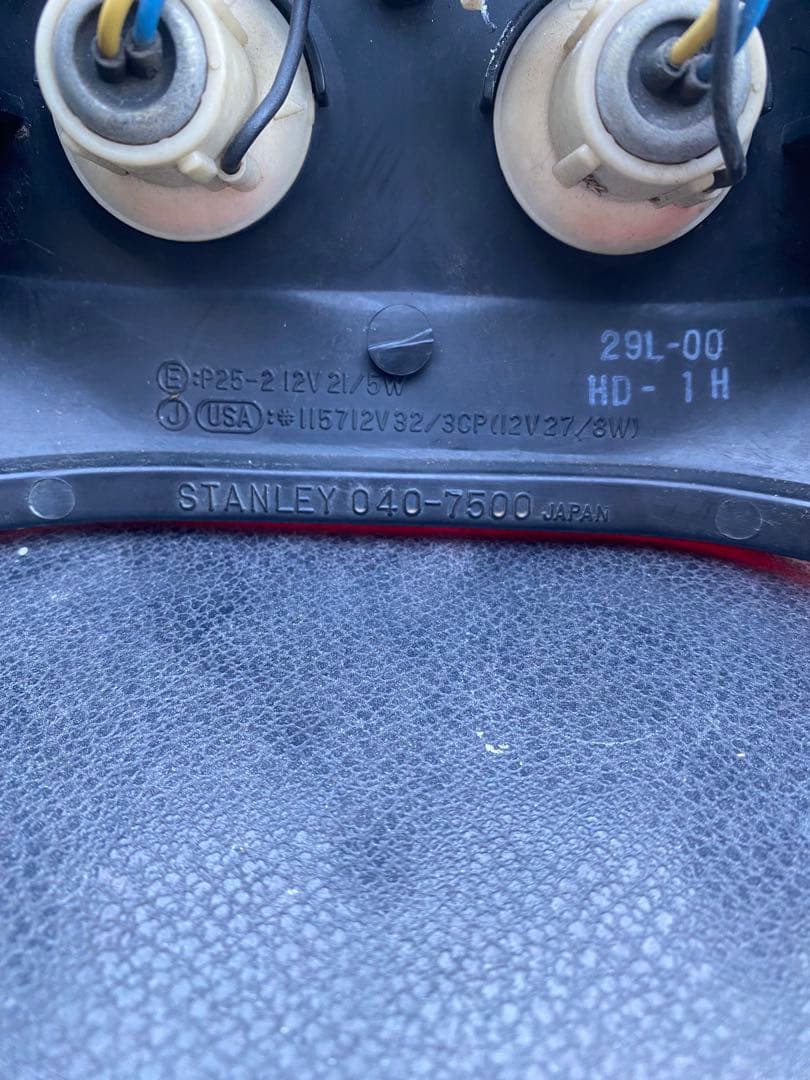 29L-00
HD-1H
Ⓔ:P25-2 12V 21/5W
Ⓙ USA:#1157 12V 32/3CP(12V 27/8W)
STANLEY 040-7500 JAPAN